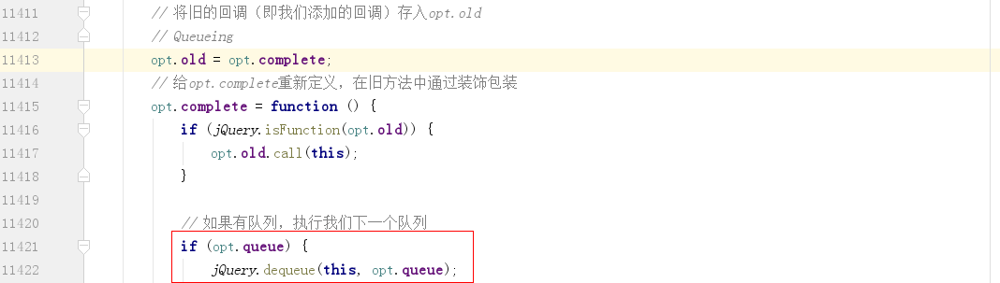 11411 // 将旧的回调（即我们添加的回调）存入opt.old
11412 // Queueing
11413 opt.old = opt.complete;
11414 // 给opt.complete重新定义，在旧方法中通过装饰包装
11415 opt.complete = function () {
11416 if (jQuery.isFunction(opt.old)) {
11417 opt.old.call(this);
11418 }
11419
11420 // 如果有队列，执行我们下一个队列
11421 if (opt.queue) {
11422 jQuery.dequeue(this, opt.queue);